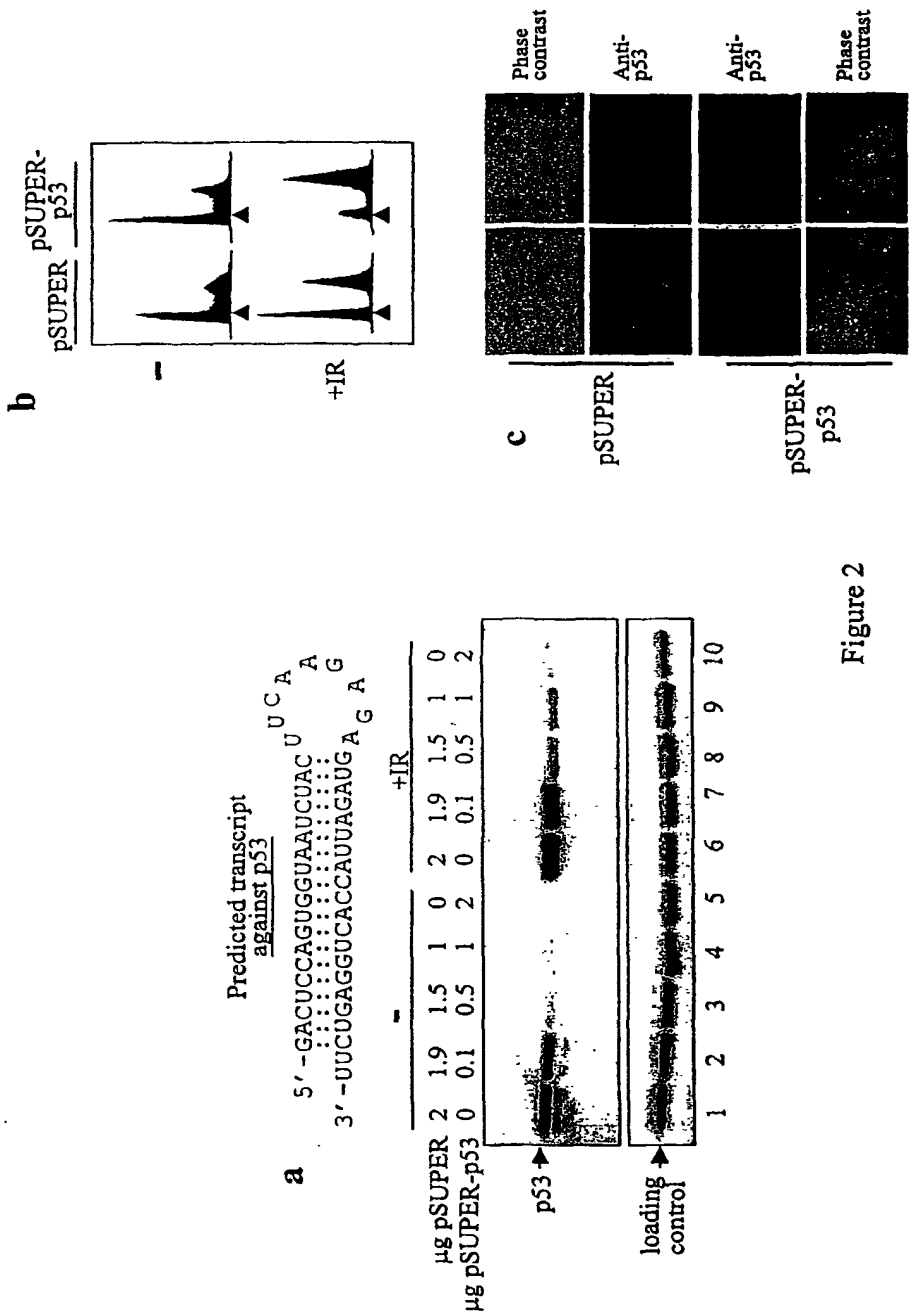 a
Predicted transcript
against p53
5'-GACUCCAGUGGUAAUCUAC
U U C A A G A G A
3'-UUCUGAGGUCACCAUUAGAUG
- +IR
µg pSUPER 2 1.9 1.5 1 0 2 1.9 1.5 1 0
µg pSUPER-p53 0 0.1 0.5 1 2 0 0.1 0.5 1 2
p53
loading
control
1 2 3 4 5 6 7 8 9 10
b
pSUPER pSUPER-
p53
-
+IR
c
pSUPER
pSUPER-
p53
Phase
contrast
Anti-
p53
Anti-
p53
Phase
contrast
Figure 2